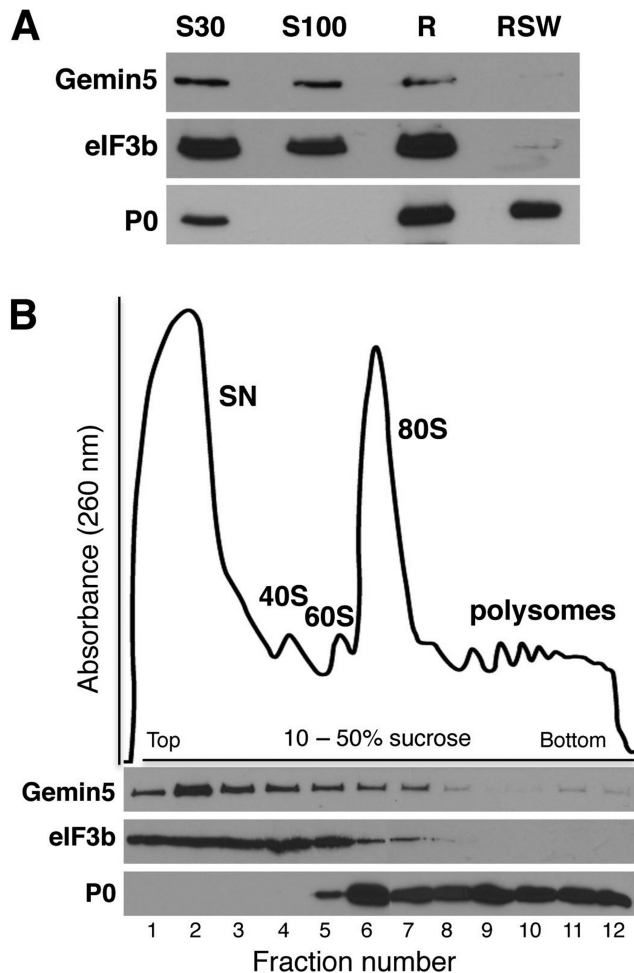 A
S30 S100 R RSW
Gemin5
eIF3b
P0
B
Absorbance (260 nm)
SN
80S
40S
60S
polysomes
Top 10 – 50% sucrose Bottom
Gemin5
eIF3b
P0
1 2 3 4 5 6 7 8 9 10 11 12
Fraction number